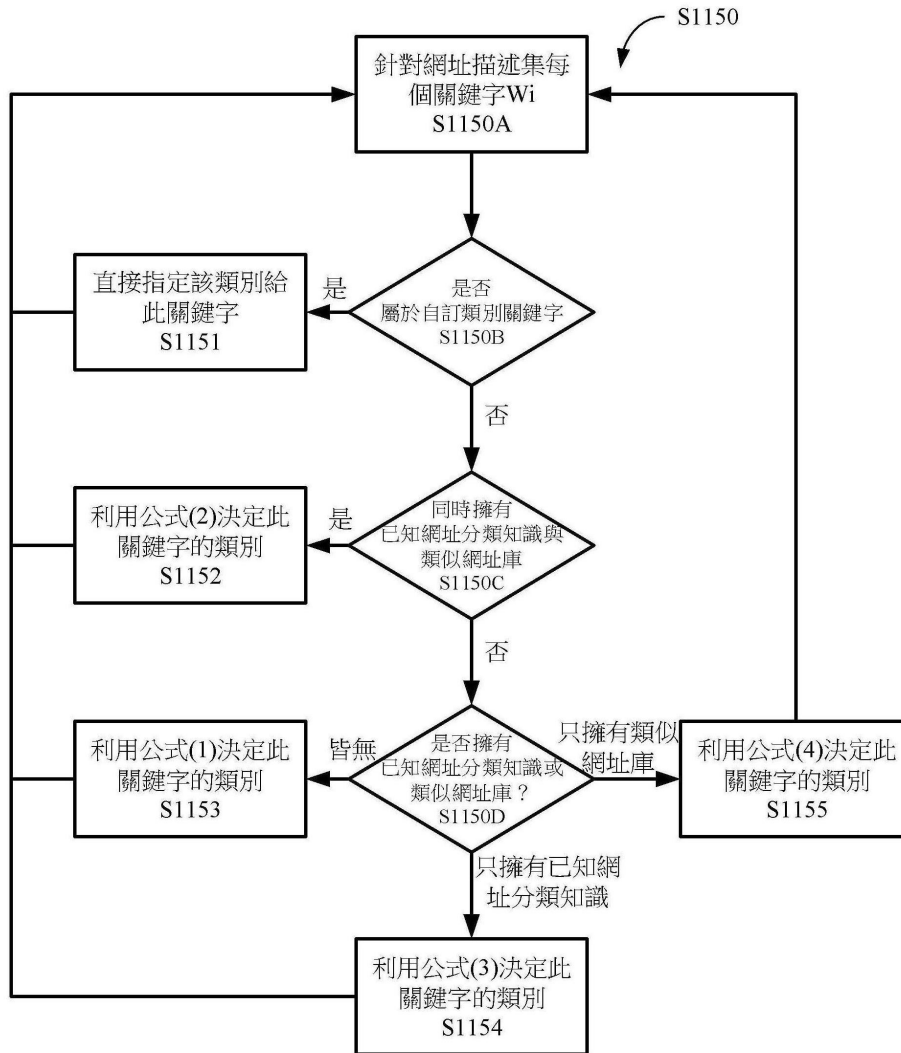 S1150
針對網址描述集每
個關鍵字Wi
S1150A
直接指定該類別給
此關鍵字
S1151
是
是否
屬於自訂類別關鍵字
S1150B
否
利用公式(2)決定此
關鍵字的類別
S1152
是
同時擁有
已知網址分類知識與
類似網址庫
S1150C
否
利用公式(1)決定此
關鍵字的類別
S1153
皆無
是否擁有
已知網址分類知識或
類似網址庫？
S1150D
只擁有類似
網址庫
利用公式(4)決定此
關鍵字的類別
S1155
只擁有已知網
址分類知識
利用公式(3)決定此
關鍵字的類別
S1154